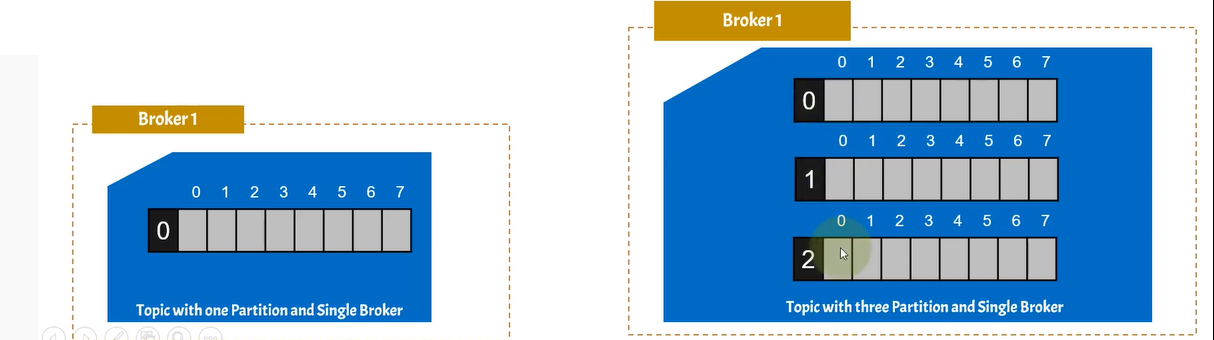 Broker 1
0 1 2 3 4 5 6 7
0
Topic with one Partition and Single Broker
Broker 1
0 1 2 3 4 5 6 7
0
0 1 2 3 4 5 6 7
1
0 1 2 3 4 5 6 7
2
Topic with three Partition and Single Broker